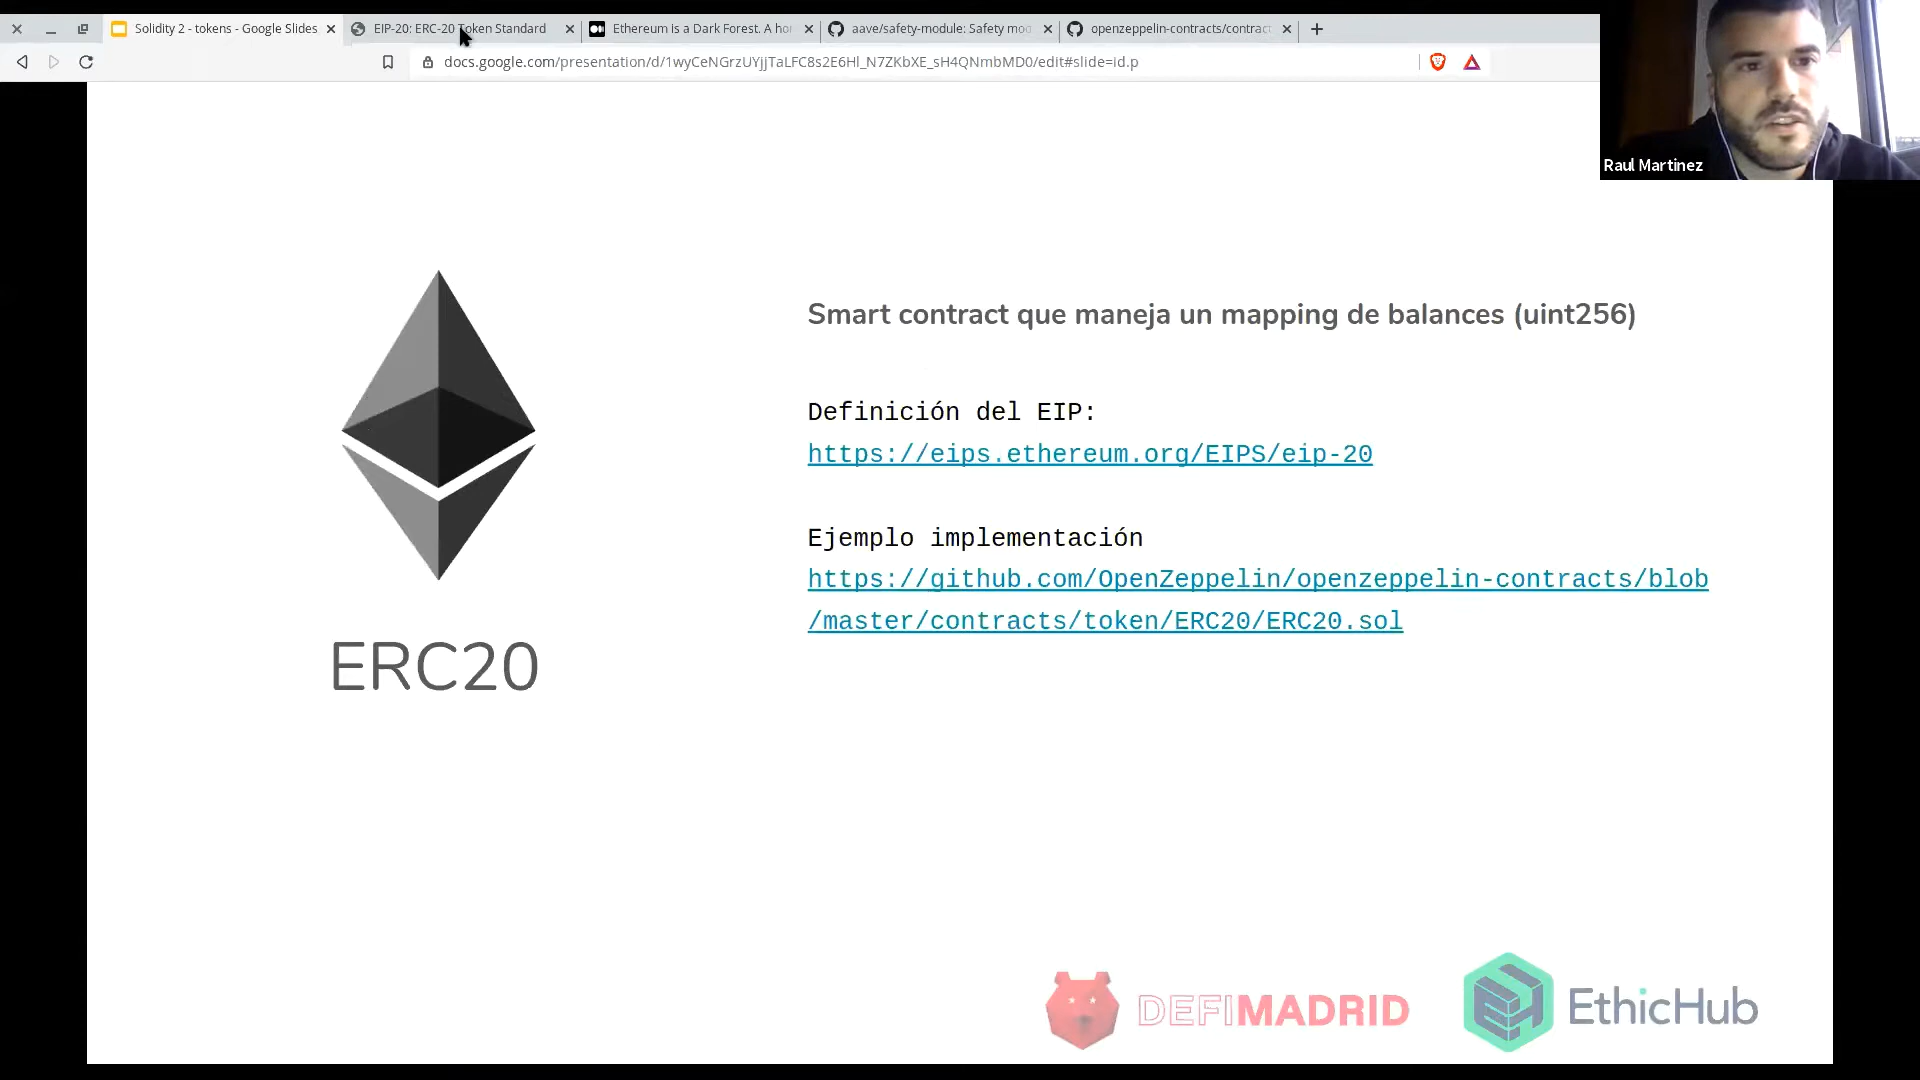 Solidity 2 - tokens - Google Slides
EIP-20: ERC-20 Token Standard
Ethereum is a Dark Forest. A ho
aave/safety-module: Safety mod
openzeppelin-contracts/contract
docs.google.com/presentation/d/1wyCeNGrzUYjjTaLFC8s2E6Hl_N7ZKbXE_sH4QNmbMD0/edit#slide=id.p
Raul Martinez
Smart contract que maneja un mapping de balances (uint256)
Definición del EIP:
https://eips.ethereum.org/EIPS/eip-20
Ejemplo implementación
https://github.com/OpenZeppelin/openzeppelin-contracts/blob
/master/contracts/token/ERC20/ERC20.sol
ERC20
DEFIMADRID
EthicHub